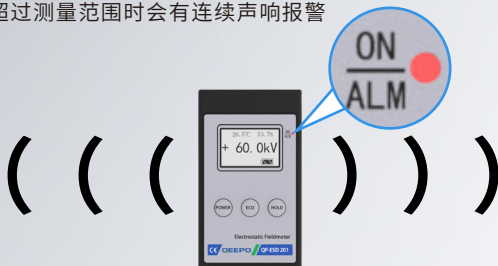 超过测量范围时会有连续声响报警
ON
ALM
26.5℃ 53.7%
+ 60.0kV
POWER
ECO
HOLD
Electrostatic Fieldmeter
CE DEEPO QP-ESD 201